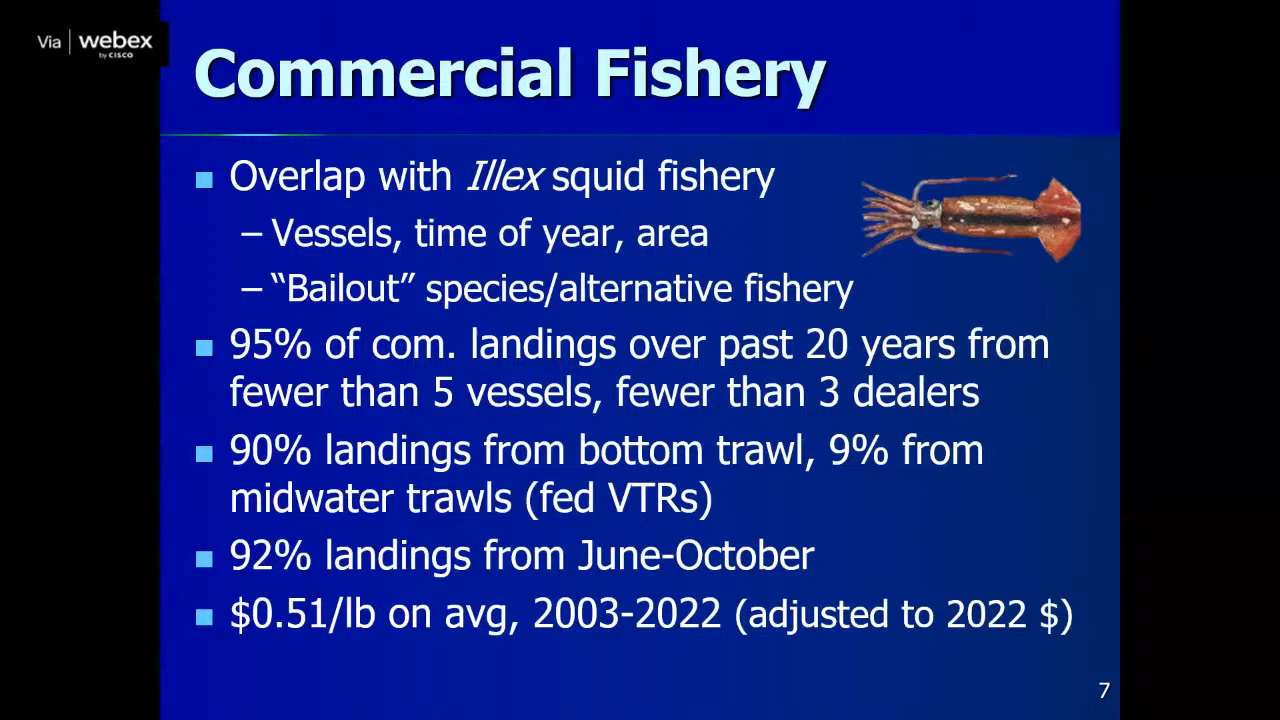 Via | webex
by CISCO
Commercial Fishery
Overlap with Illex squid fishery
– Vessels, time of year, area
– “Bailout” species/alternative fishery
95% of com. landings over past 20 years from
fewer than 5 vessels, fewer than 3 dealers
90% landings from bottom trawl, 9% from
midwater trawls (fed VTRs)
92% landings from June-October
$0.51/lb on avg, 2003-2022 (adjusted to 2022 $)
7